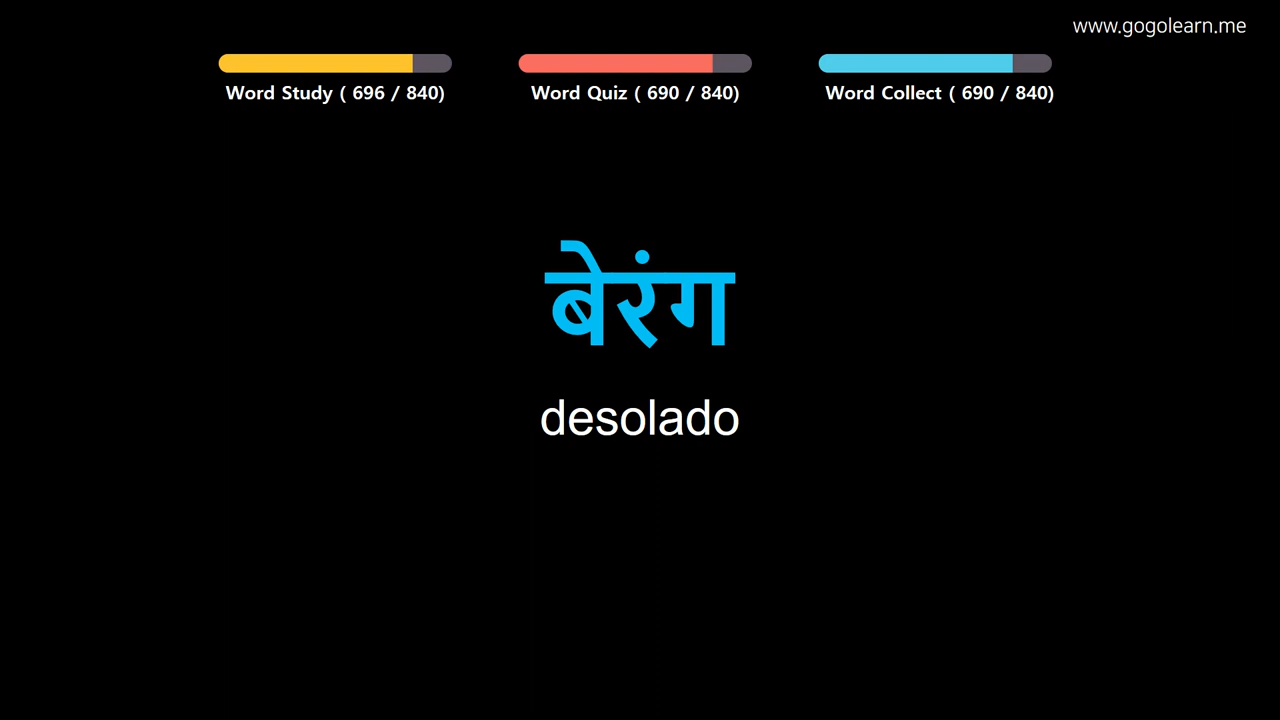 www.gogolearn.me
Word Study ( 696 / 840)
Word Quiz ( 690 / 840)
Word Collect ( 690 / 840)
बेरंग
desolado